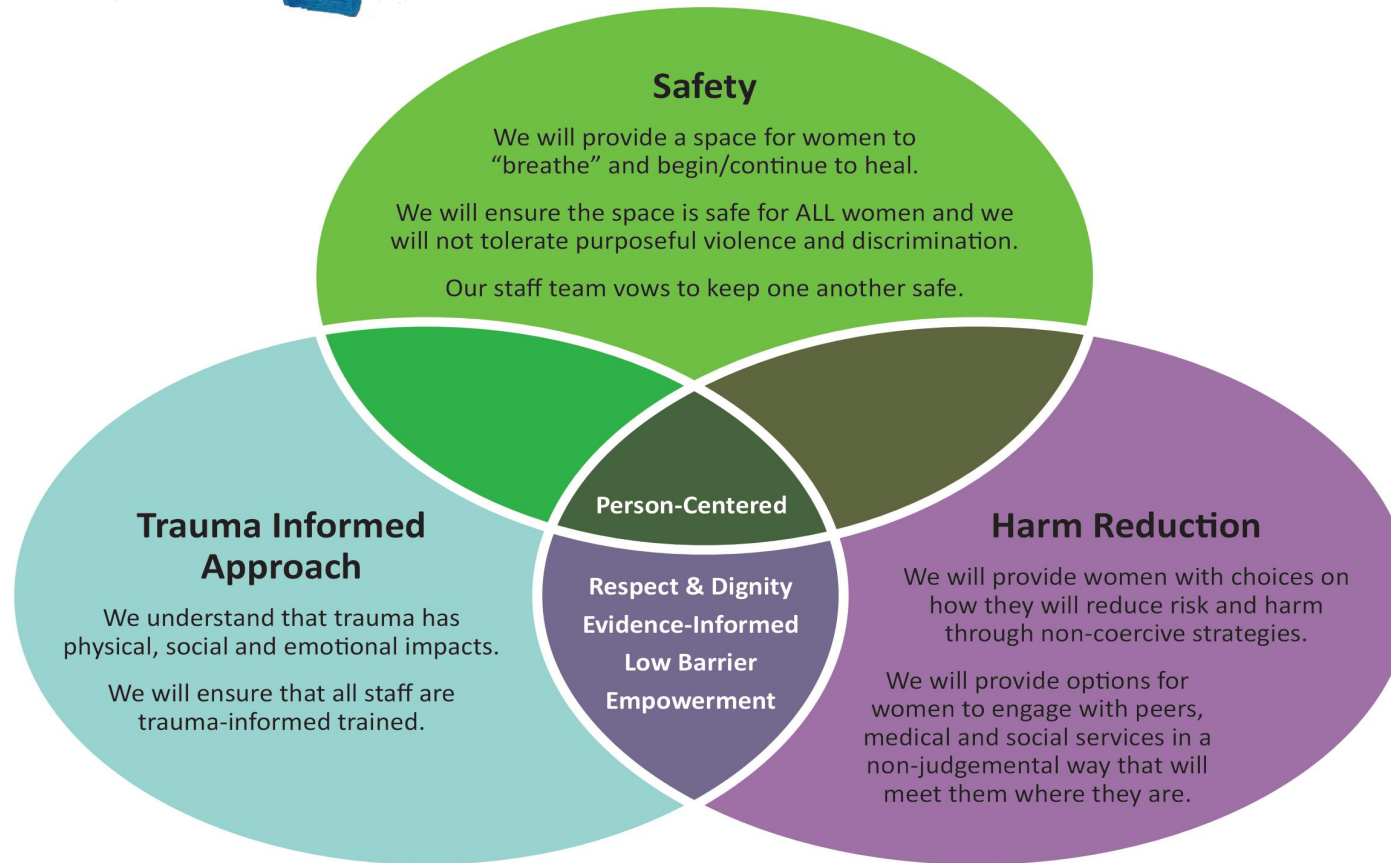 Safety
We will provide a space for women to
“breathe” and begin/continue to heal.
We will ensure the space is safe for ALL women and we
will not tolerate purposeful violence and discrimination.
Our staff team vows to keep one another safe.
Person-Centered
Trauma Informed
Approach
We understand that trauma has
physical, social and emotional impacts.
We will ensure that all staff are
trauma-informed trained.
Respect & Dignity
Evidence-Informed
Low Barrier
Empowerment
Harm Reduction
We will provide women with choices on
how they will reduce risk and harm
through non-coercive strategies.
We will provide options for
women to engage with peers,
medical and social services in a
non-judgemental way that will
meet them where they are.